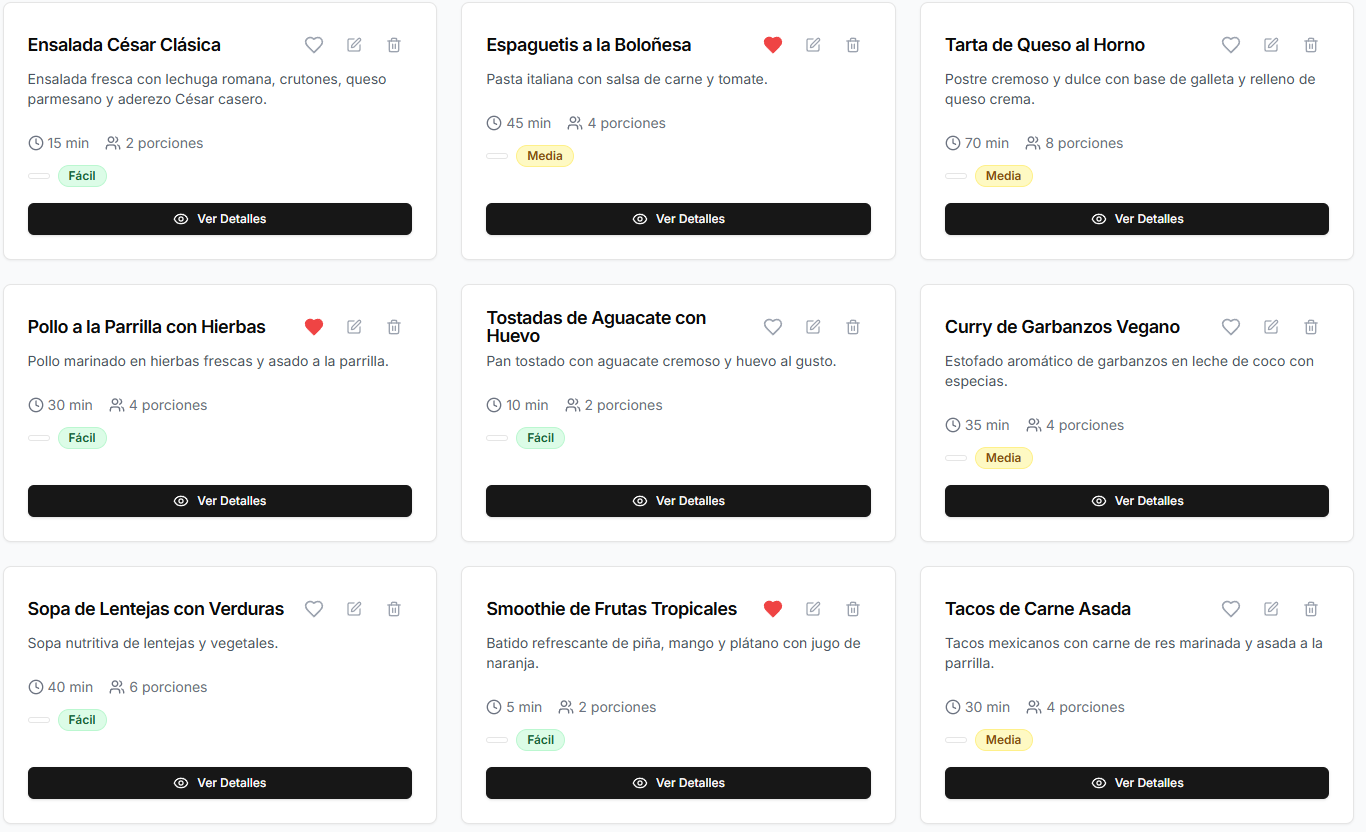 Ensalada César Clásica
Ensalada fresca con lechuga romana, crutones, queso
parmesano y aderezo César casero.
15 min 2 porciones
Fácil
Ver Detalles
Espaguetis a la Boloñesa
Pasta italiana con salsa de carne y tomate.
45 min 4 porciones
Media
Ver Detalles
Tarta de Queso al Horno
Postre cremoso y dulce con base de galleta y relleno de
queso crema.
70 min 8 porciones
Media
Ver Detalles
Pollo a la Parrilla con Hierbas
Pollo marinado en hierbas frescas y asado a la parrilla.
30 min 4 porciones
Fácil
Ver Detalles
Tostadas de Aguacate con
Huevo
Pan tostado con aguacate cremoso y huevo al gusto.
10 min 2 porciones
Fácil
Ver Detalles
Curry de Garbanzos Vegano
Estofado aromático de garbanzos en leche de coco con
especias.
35 min 4 porciones
Media
Ver Detalles
Sopa de Lentejas con Verduras
Sopa nutritiva de lentejas y vegetales.
40 min 6 porciones
Fácil
Ver Detalles
Smoothie de Frutas Tropicales
Batido refrescante de piña, mango y plátano con jugo de
naranja.
5 min 2 porciones
Fácil
Ver Detalles
Tacos de Carne Asada
Tacos mexicanos con carne de res marinada y asada a la
parrilla.
30 min 4 porciones
Media
Ver Detalles